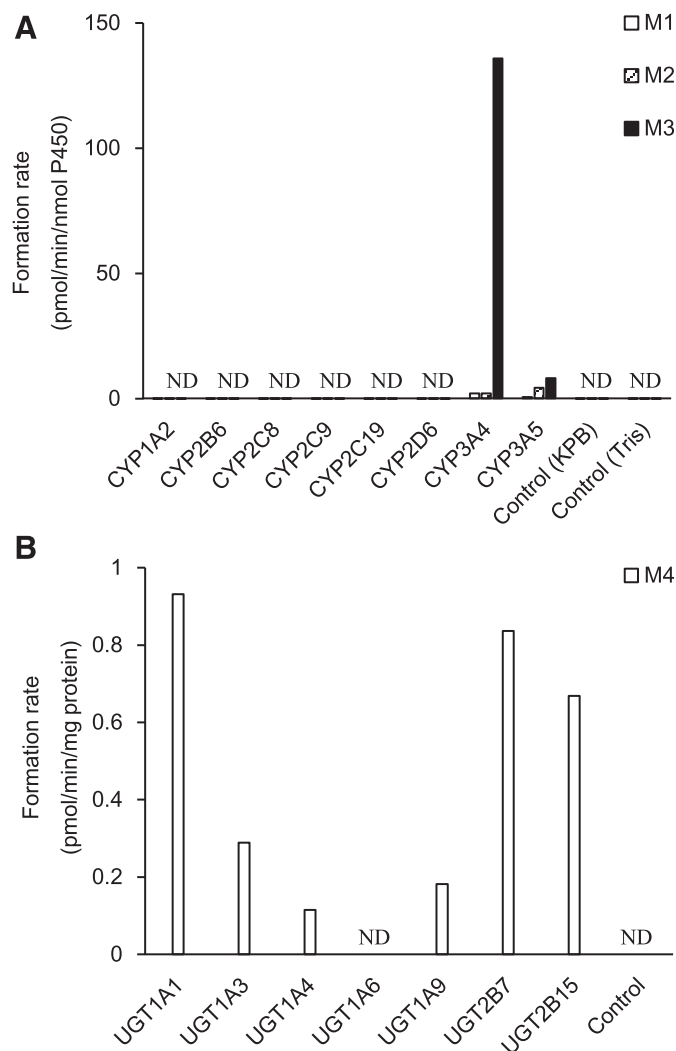 A
M1
M2
M3
Formation rate
(pmol/min/nmol P450)
150
100
50
0
ND ND ND ND ND ND ND ND
CYP1A2
CYP2B6
CYP2C8
CYP2C9
CYP2C19
CYP2D6
CYP3A4
CYP3A5
Control (KPB)
Control (Tris)
B
M4
Formation rate
(pmol/min/mg protein)
1
0.8
0.6
0.4
0.2
0
ND ND
UGT1A1
UGT1A3
UGT1A4
UGT1A6
UGT1A9
UGT2B7
UGT2B15
Control